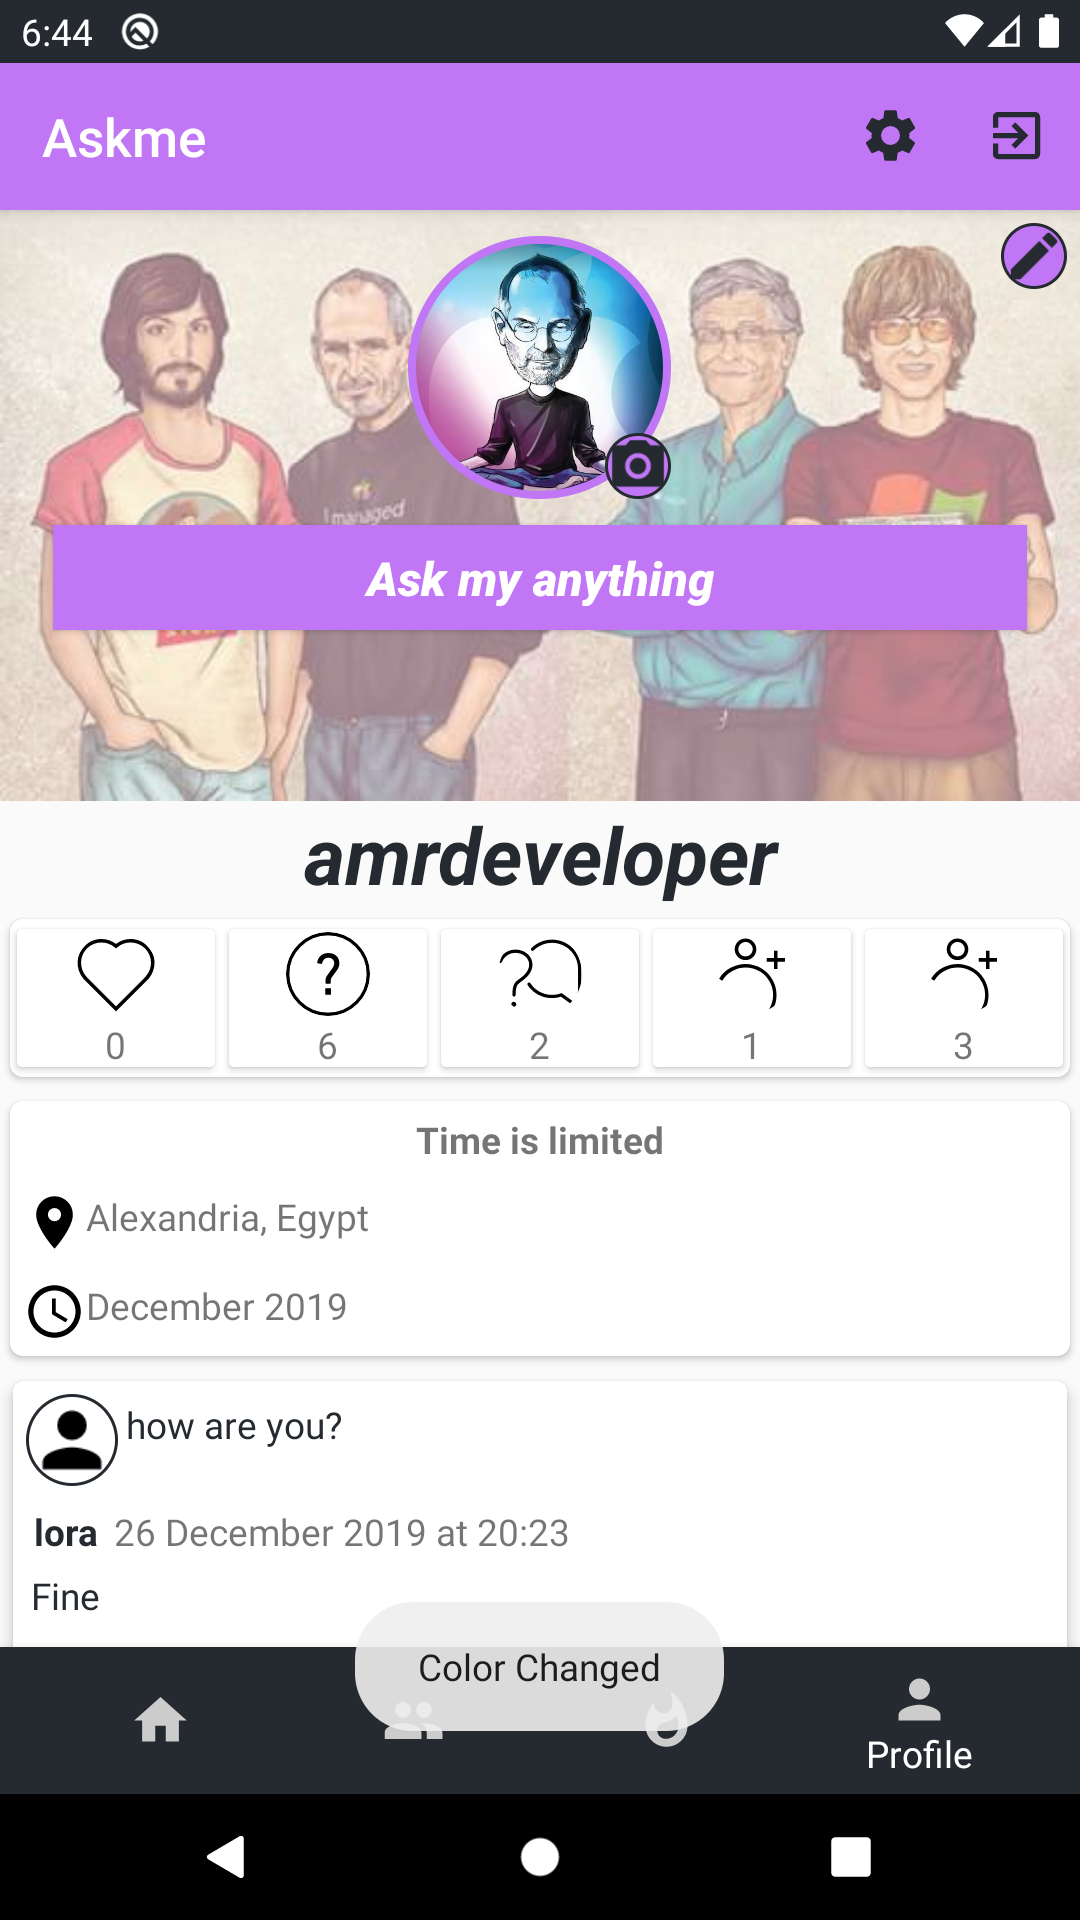 6:44
Askme
I managed
Ask my anything
amrdeveloper
?
0
6
2
1
3
Time is limited
Alexandria, Egypt
December 2019
how are you?
lora 26 December 2019 at 20:23
Fine
Color Changed
Profile